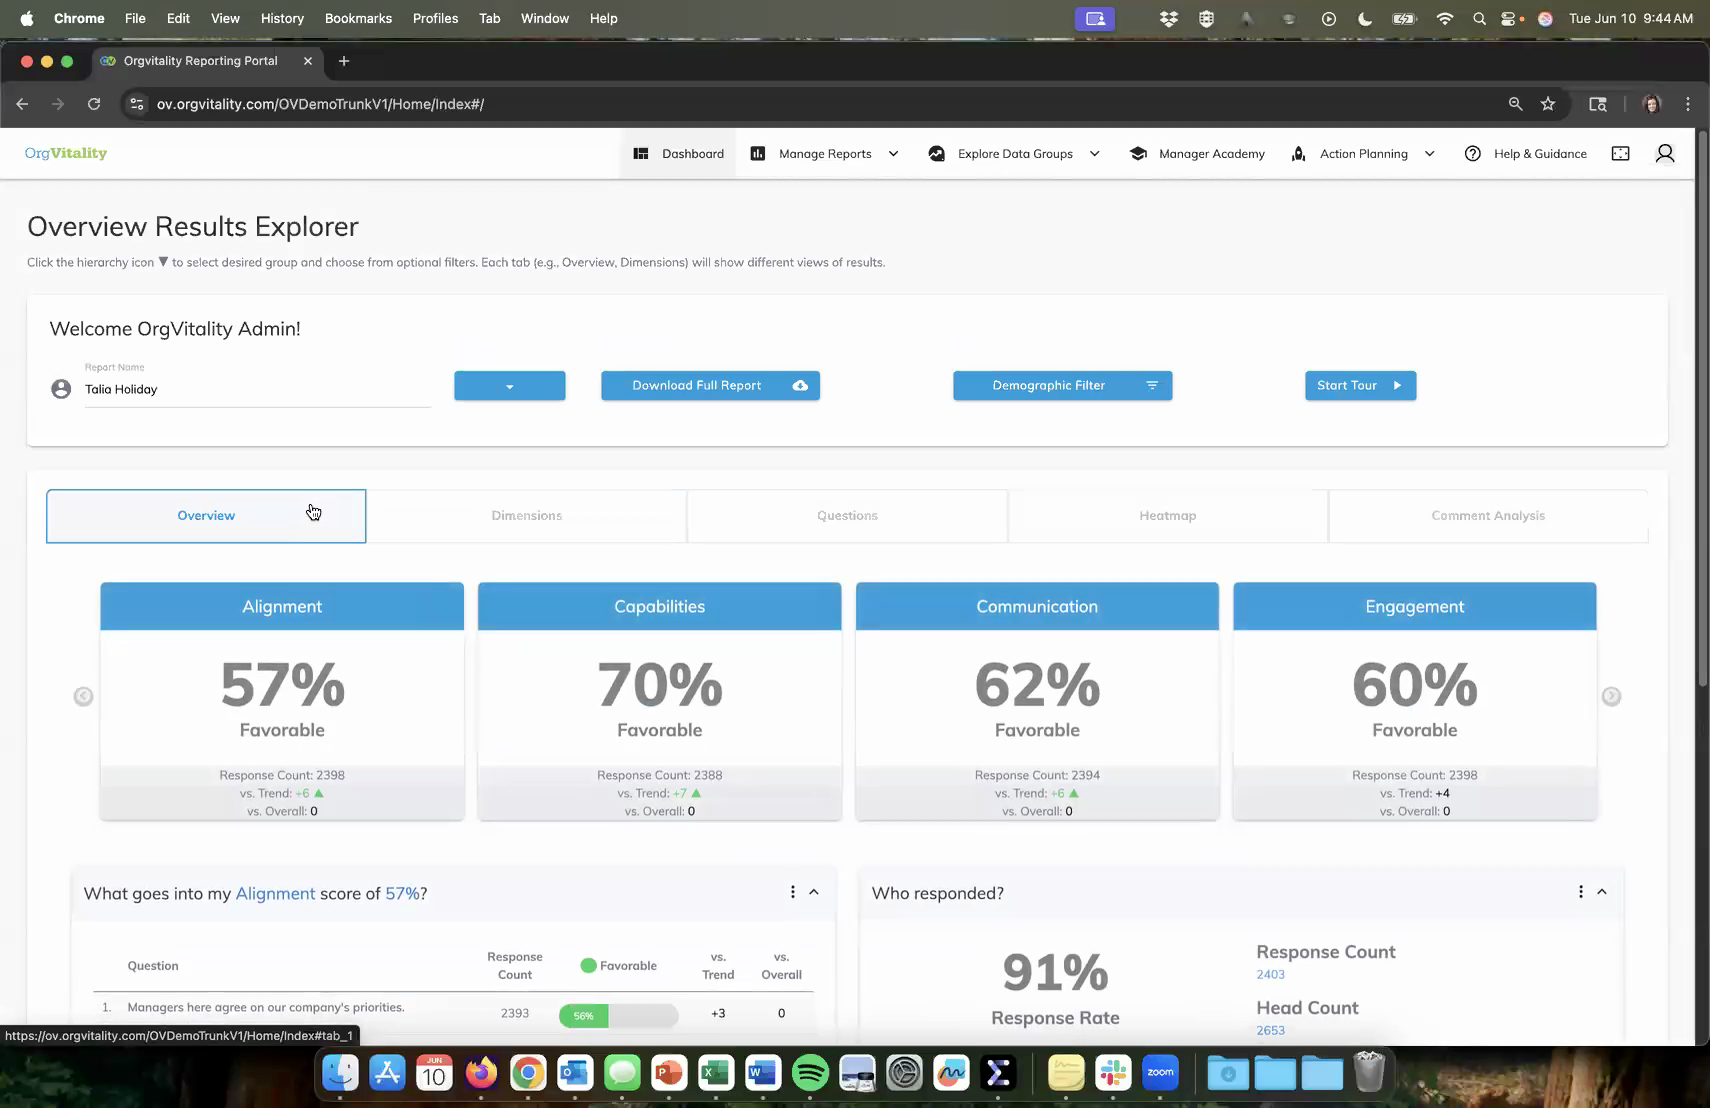 Chrome File Edit View History Bookmarks Profiles Tab Window Help Tue Jun 10 9:44 AM
Orgvitality Reporting Portal
ov.orgvitality.com/OVDemoTrunkV1/Home/Index#/
OrgVitality Dashboard Manage Reports Explore Data Groups Manager Academy Action Planning Help & Guidance
Overview Results Explorer
Click the hierarchy icon ▼ to select desired group and choose from optional filters. Each tab (e.g., Overview, Dimensions) will show different views of results.
Welcome OrgVitality Admin!
Report Name
Talia Holiday
Download Full Report
Demographic Filter
Start Tour
Overview Dimensions Questions Heatmap Comment Analysis
Alignment Capabilities Communication Engagement
57% 70% 62% 60%
Favorable Favorable Favorable Favorable
Response Count: 2398 Response Count: 2388 Response Count: 2394 Response Count: 2398
vs. Trend: +6 ▲ vs. Trend: +7 ▲ vs. Trend: +6 ▲ vs. Trend: +4
vs. Overall: 0 vs. Overall: 0 vs. Overall: 0 vs. Overall: 0
What goes into my Alignment score of 57%?
Question Response Count Favorable vs. Trend vs. Overall
1. Managers here agree on our company's priorities. 2393 56% +3 0
Who responded?
91%
Response Rate
Response Count
2403
Head Count
2653
https://ov.orgvitality.com/OVDemoTrunkV1/Home/Index#tab_1
JUN
10
zoom